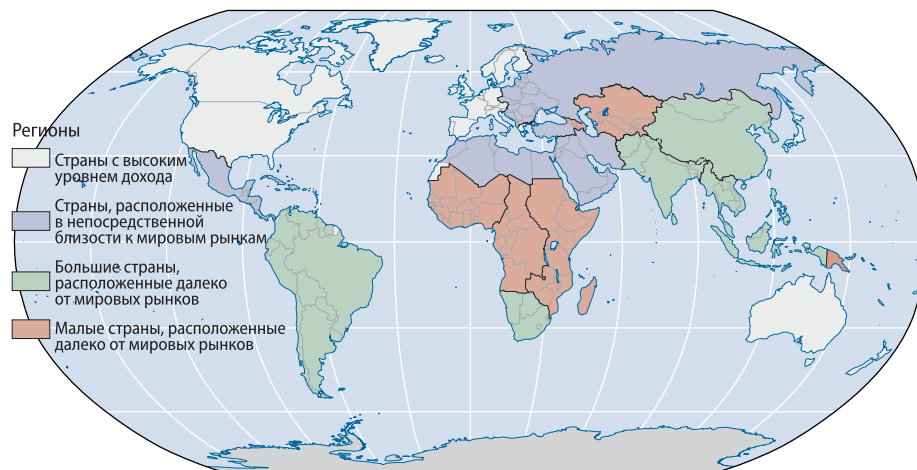 Регионы
Страны с высоким
уровнем дохода
Страны, расположенные
в непосредственной
близости к мировым рынкам
Большие страны,
расположенные далеко
от мировых рынков
Малые страны, расположенные
далеко от мировых рынков